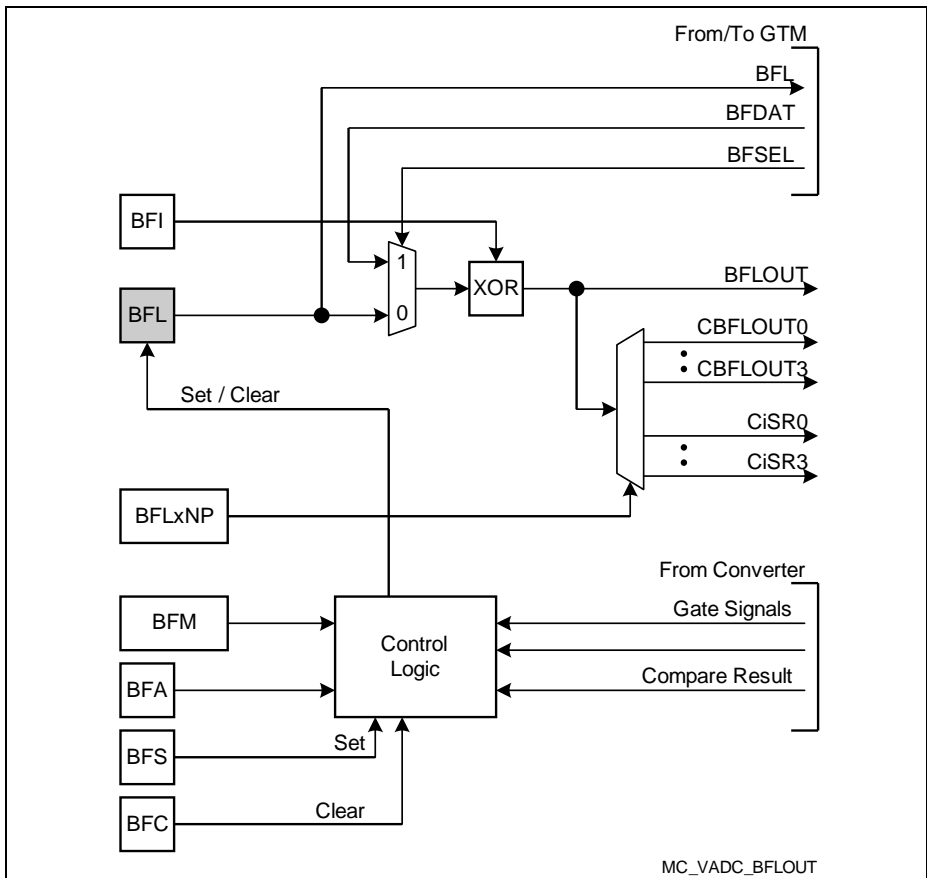 From/To GTM
BFL
BFDAT
BFSEL
BFI
1
XOR
BFLOUT
BFL
0
CBFLOUT0
CBFLOUT3
Set / Clear
CiSR0
CiSR3
BFLxNP
From Converter
BFM
Gate Signals
Control
Logic
BFA
Compare Result
BFS
Set
BFC
Clear
MC_VADC_BFLOUT